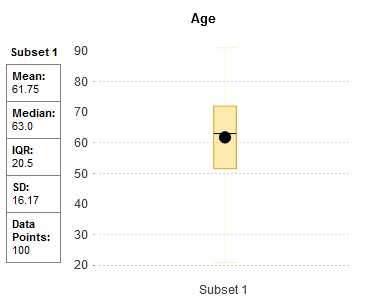 Age
Subset 1
Mean:
61.75
Median:
63.0
IQR:
20.5
SD:
16.17
Data
Points:
100
90
80
70
60
50
40
30
20
Subset 1